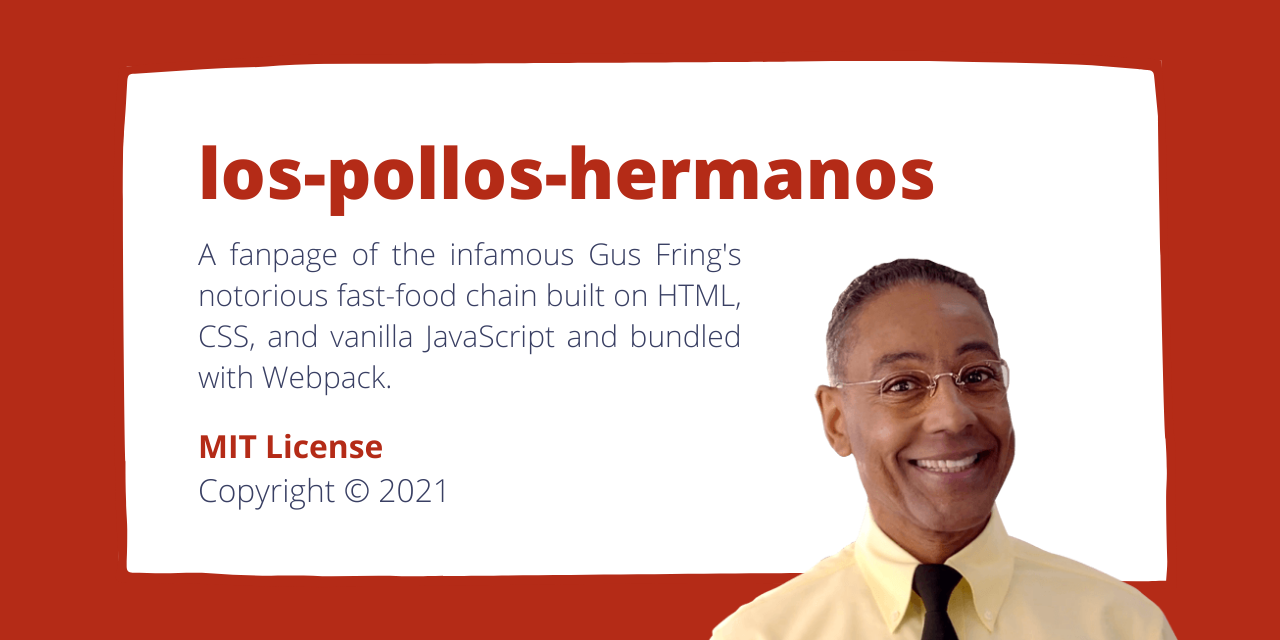 los-pollos-hermanos
A fanpage of the infamous Gus Fring's
notorious fast-food chain built on HTML,
CSS, and vanilla JavaScript and bundled
with Webpack.
MIT License
Copyright © 2021